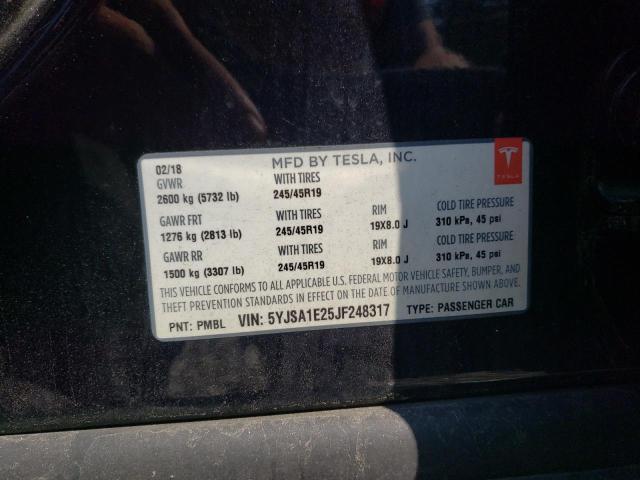 02/18 MFD BY TESLA, INC.
GVWR WITH TIRES
2600 kg (5732 lb) 245/45R19
GAWR FRT WITH TIRES RIM COLD TIRE PRESSURE
1276 kg (2813 lb) 245/45R19 19X8.0 J 310 kPa, 45 psi
GAWR RR WITH TIRES RIM COLD TIRE PRESSURE
1500 kg (3307 lb) 245/45R19 19X8.0 J 310 kPa, 45 psi
THIS VEHICLE CONFORMS TO ALL APPLICABLE U.S. FEDERAL MOTOR VEHICLE SAFETY, BUMPER, AND
THEFT PREVENTION STANDARDS IN EFFECT ON THE DATE OF MANUFACTURE SHOWN ABOVE.
PNT: PMBL VIN: 5YJSA1E25JF248317 TYPE: PASSENGER CAR
TESLA